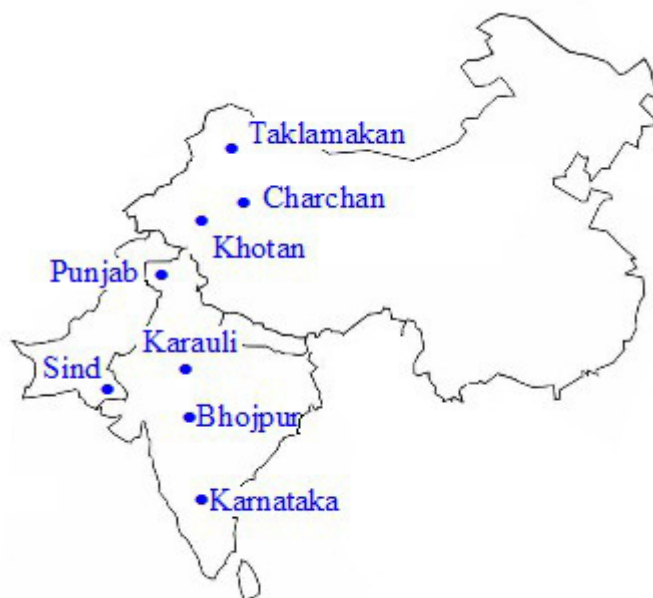 Taklamakan
Charchan
Khotan
Punjab
Karauli
Sind
Bhojpur
Karnataka